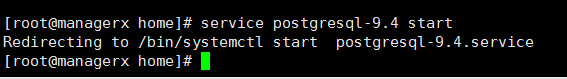 [root@managerx home]# service postgresql-9.4 start
Redirecting to /bin/systemctl start  postgresql-9.4.service
[root@managerx home]#